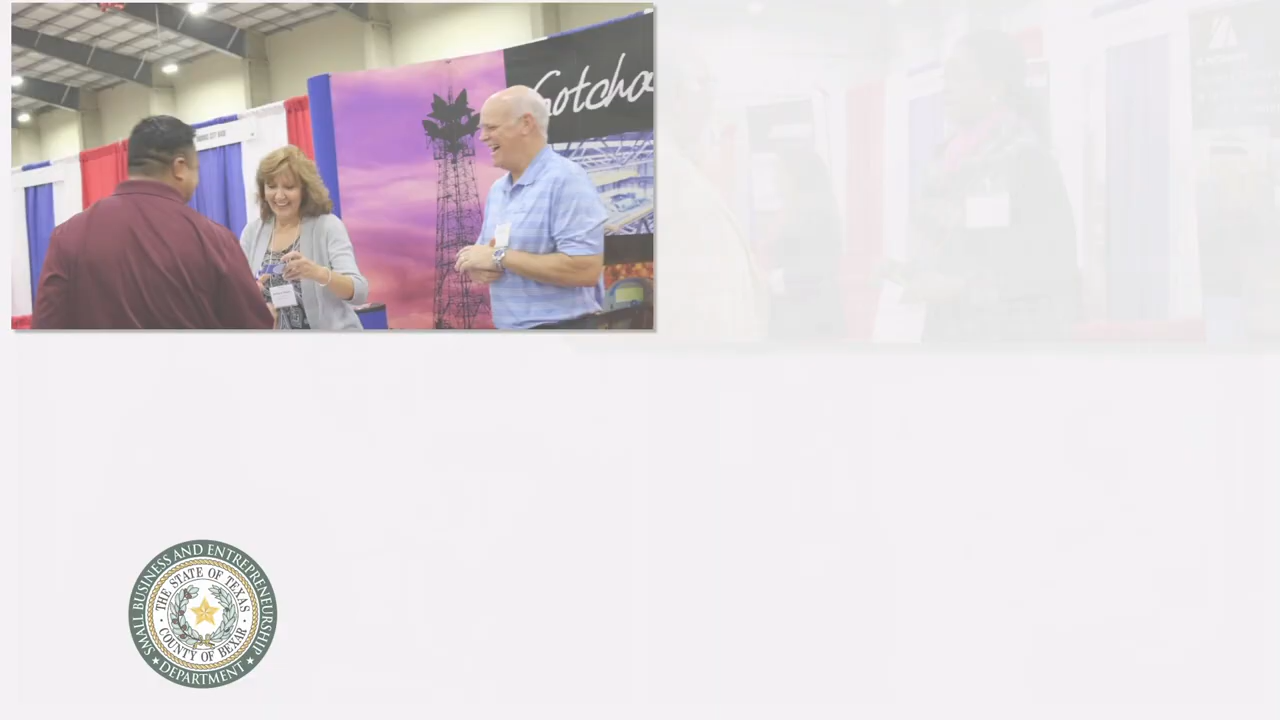 Gotcha
SMALL BUSINESS AND ENTREPRENEURSHIP
DEPARTMENT
THE STATE OF TEXAS
COUNTY OF BEXAR